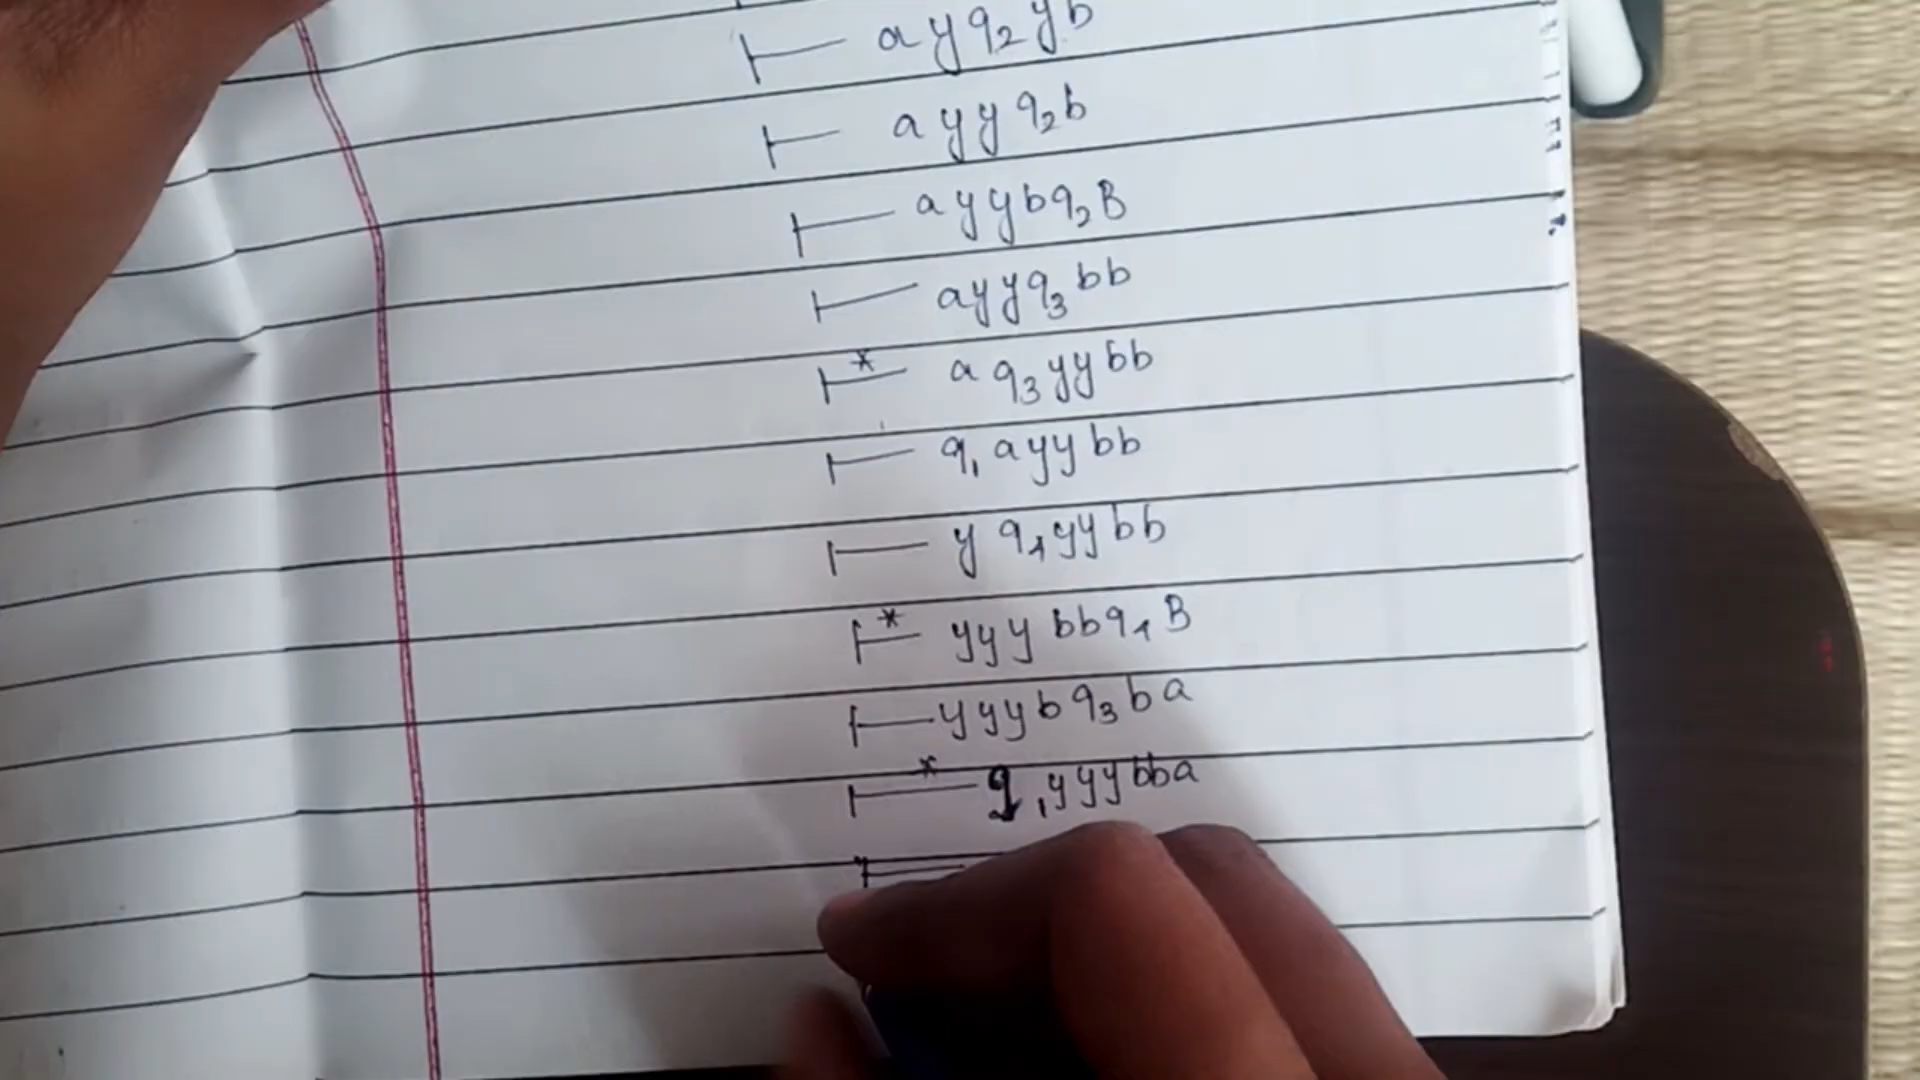 ⊢ a y q₂ y b
⊢ a y y q₂ b
⊢ a y y b q₂ B
⊢ a y y q₃ b b
⊢* a q₃ y y b b
⊢ q₁ a y y b b
⊢ y q₁ y y b b
⊢* y y y b b q₁ B
⊢ y y y b q₃ b a
⊢* q₁ y y y b b a
⊢